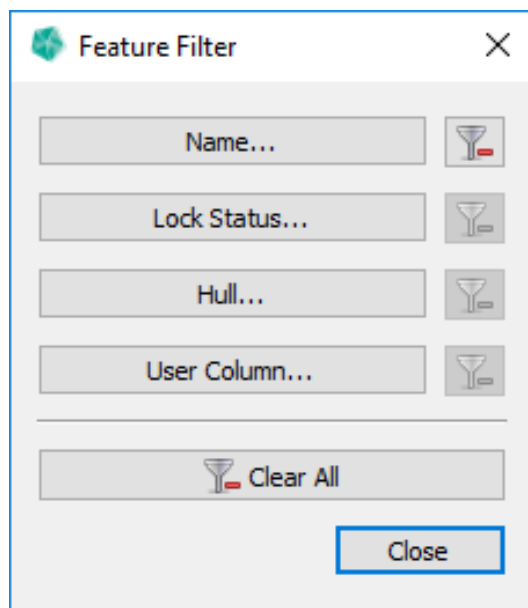 Feature Filter
Name...
Lock Status...
Hull...
User Column...
Clear All
Close